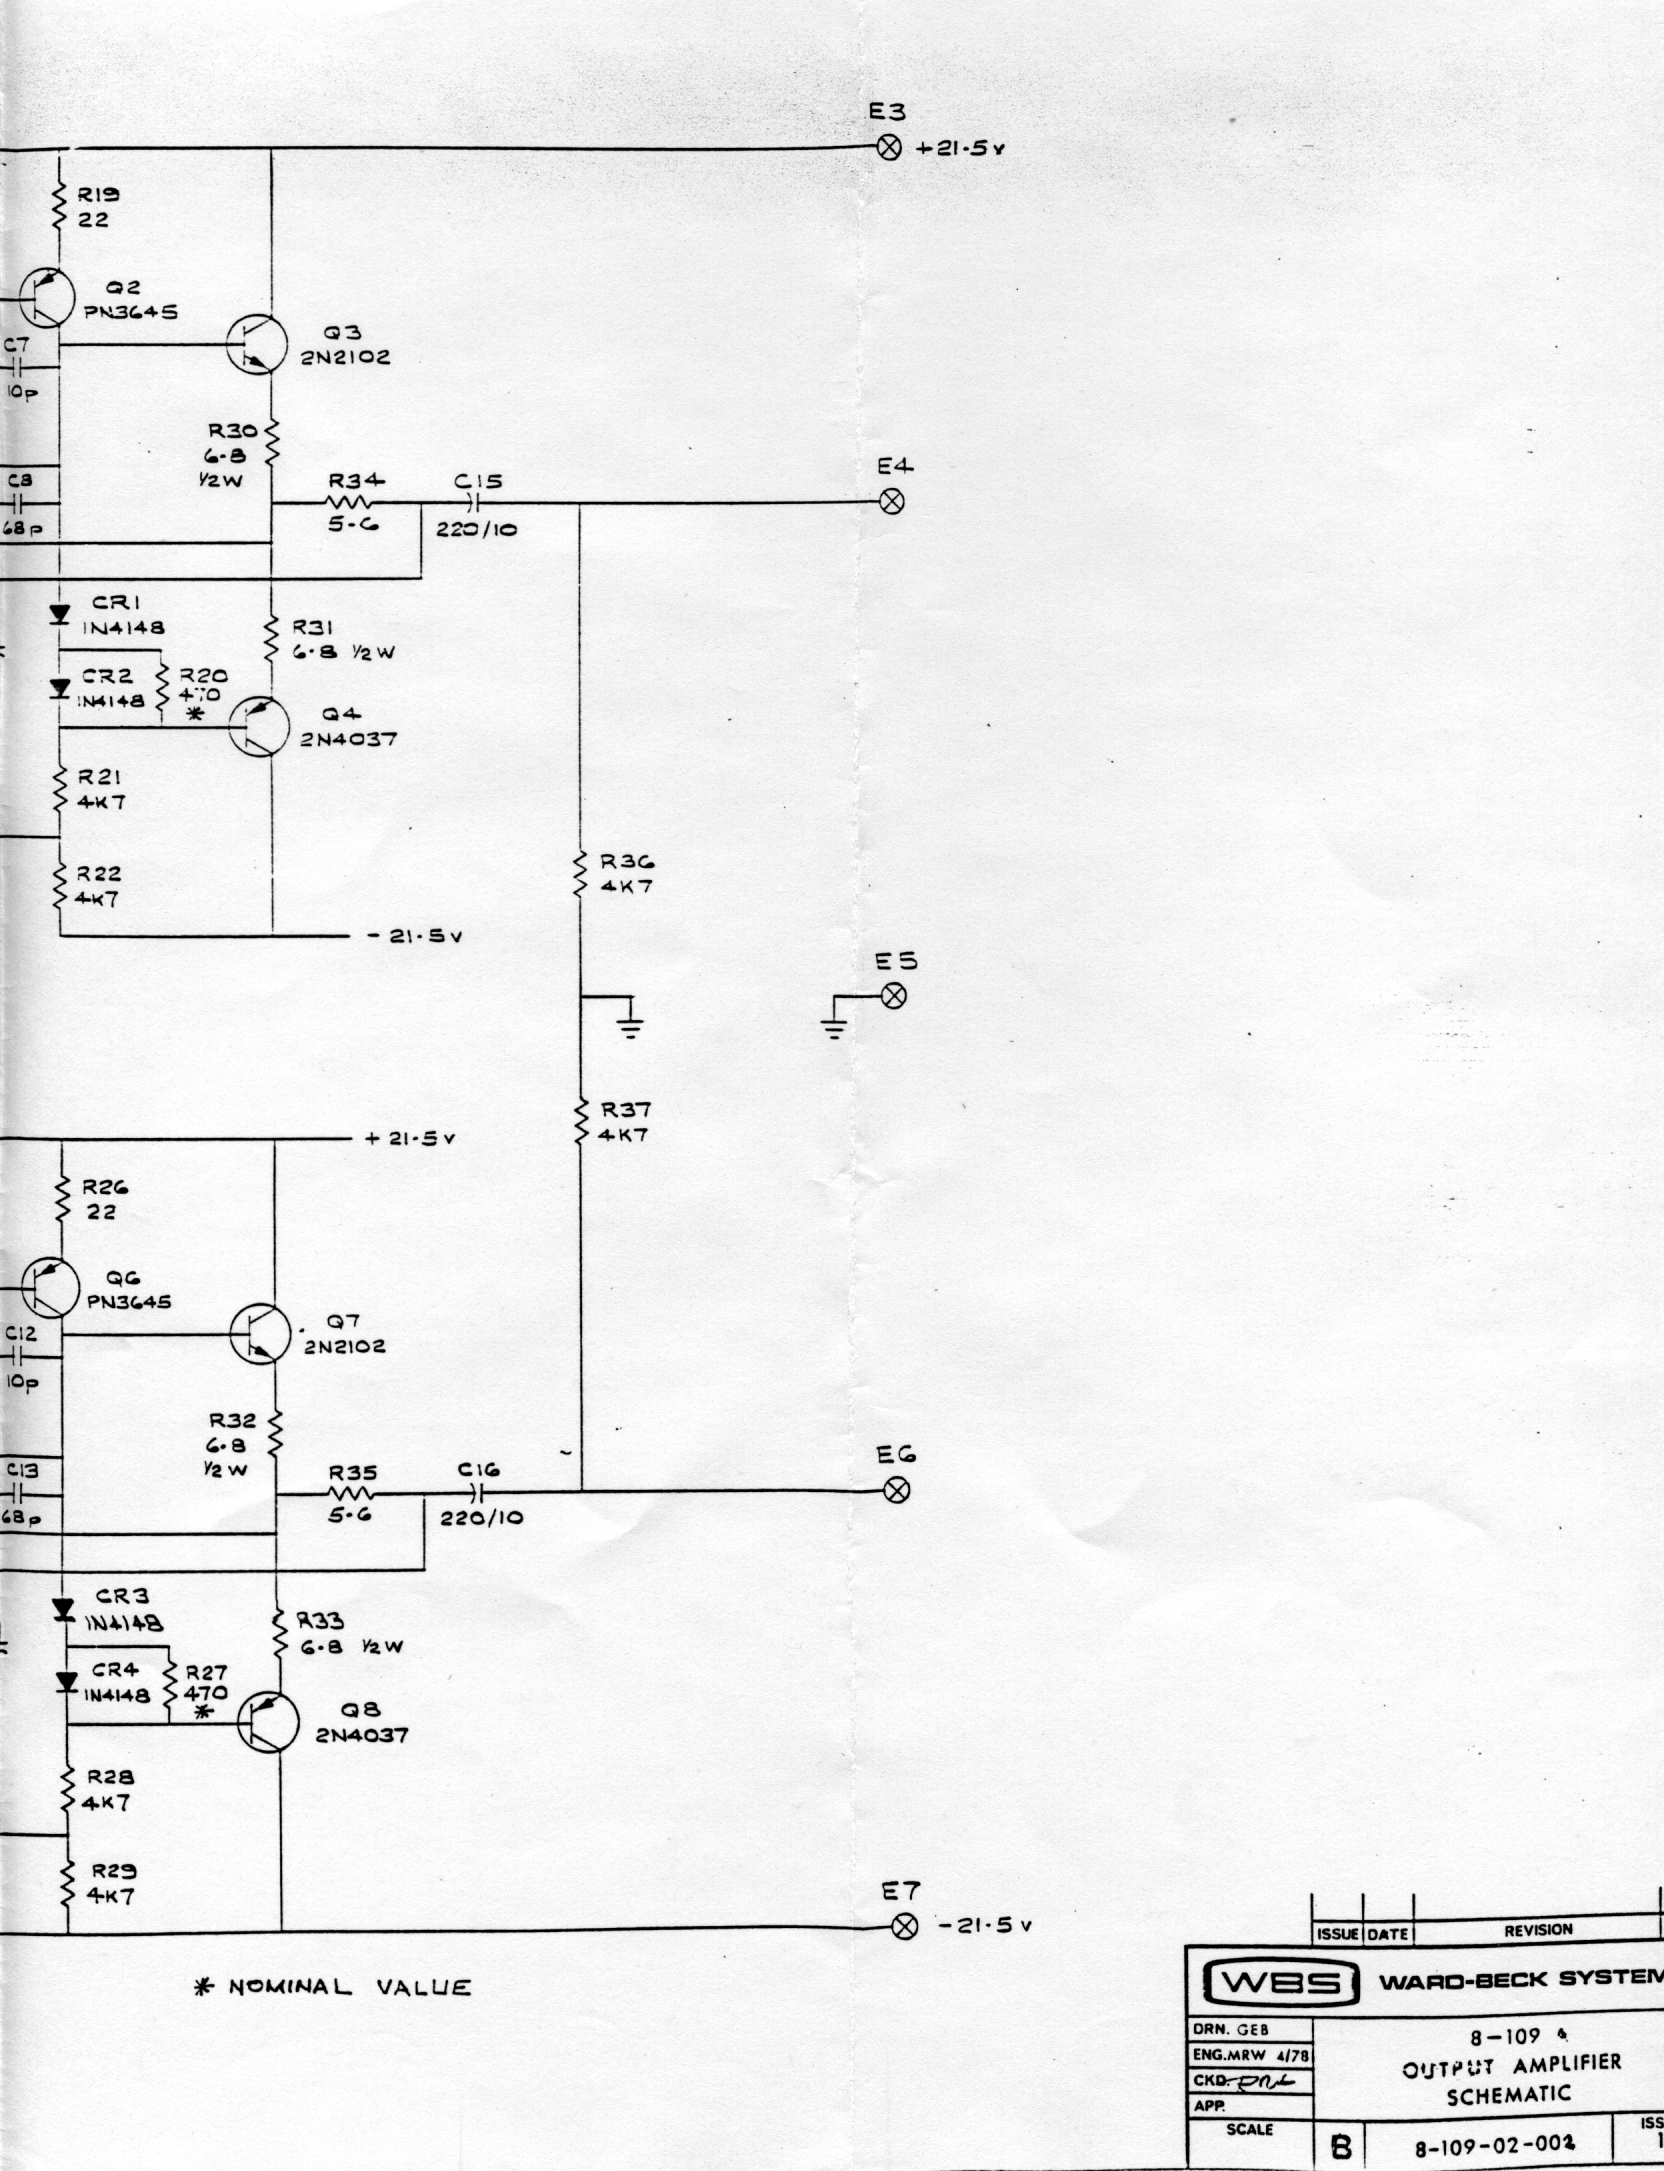 E3
+21.5v
R19
22
Q2
PN3645
C7
10p
Q3
2N2102
R30
6.8
½W
C8
68p
R34
5.6
C15
220/10
E4
CR1
1N4148
R31
6.8 ½W
CR2
1N4148
R20
470
*
Q4
2N4037
R21
4K7
R22
4K7
-21.5v
R36
4K7
E5
R37
4K7
+21.5v
R26
22
Q6
PN3645
C12
10p
Q7
2N2102
R32
6.8
½W
C13
68p
R35
5.6
C16
220/10
E6
CR3
1N4148
R33
6.8 ½W
CR4
1N4148
R27
470
*
Q8
2N4037
R28
4K7
R29
4K7
E7
-21.5v
* NOMINAL VALUE
ISSUE DATE REVISION
WBS WARD-BECK SYSTEM
DRN. GEB
ENG. MRW 4/78
CKD.
APP.
SCALE
8-109
OUTPUT AMPLIFIER
SCHEMATIC
B
8-109-02-002
ISS
1